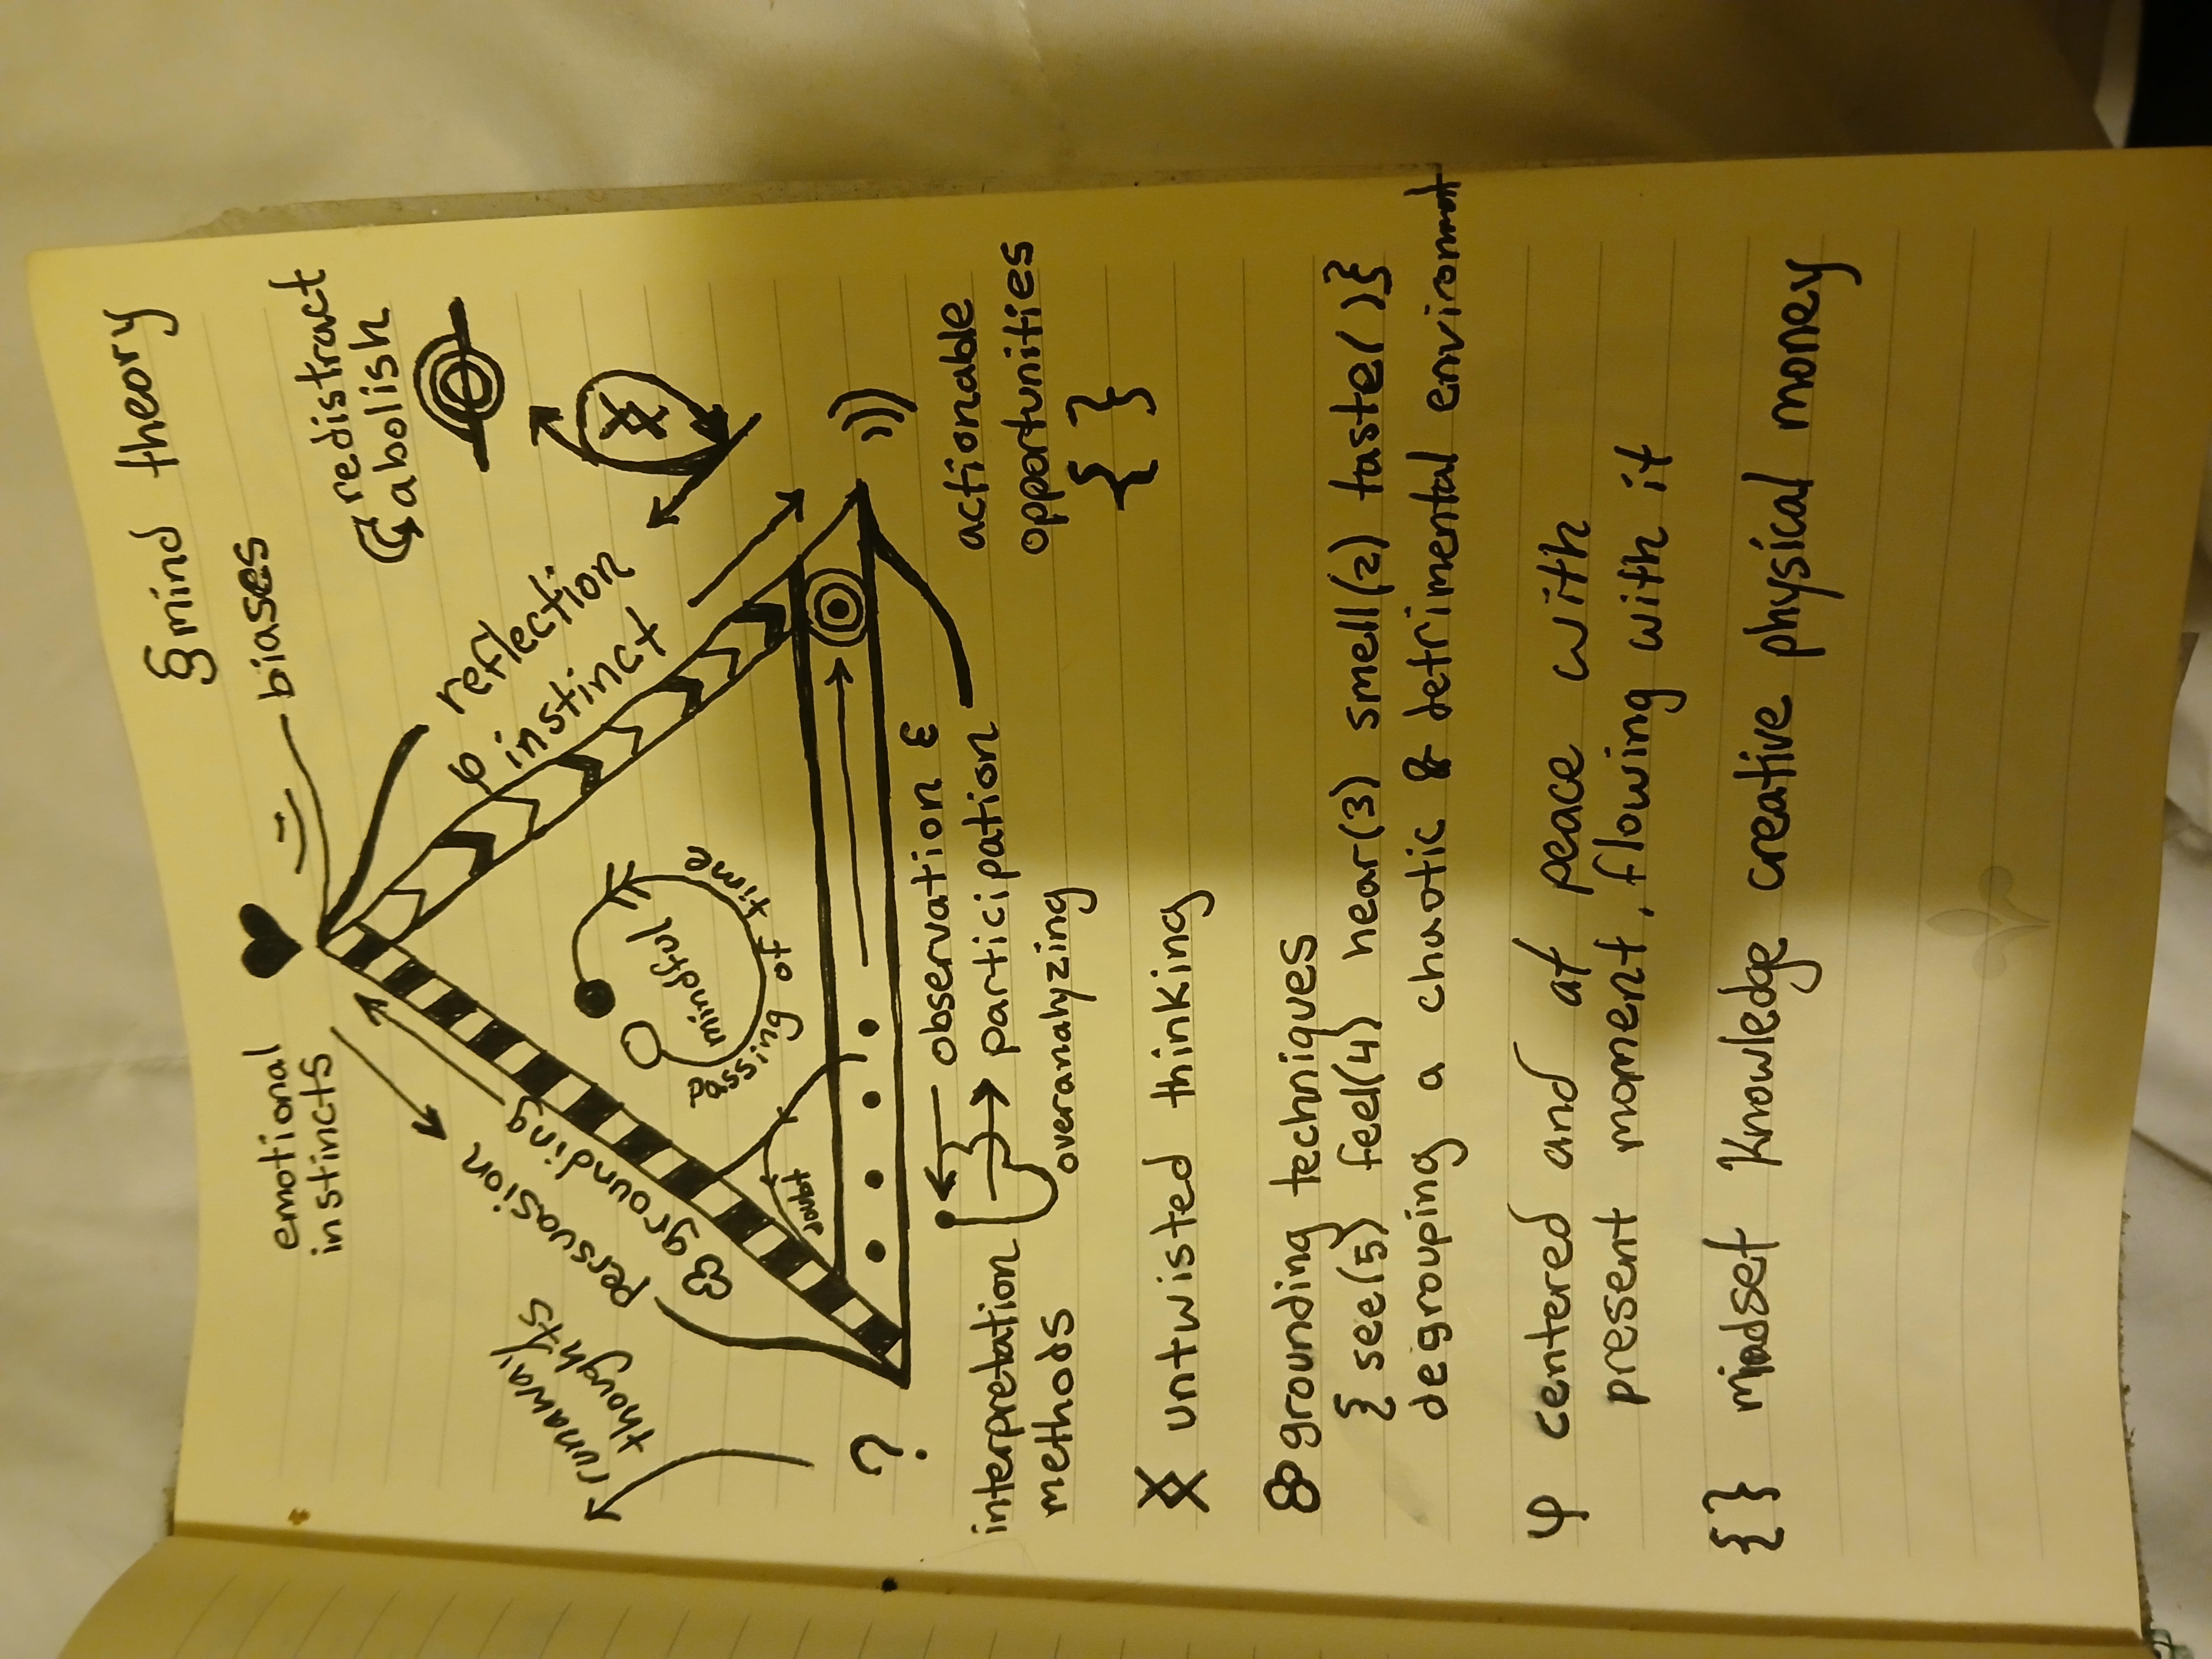 § mind theory
emotional
instincts
biases
redistract
abolish
runaway
thoughts
persuasion
grounding
reflection
φ instinct
mindful
passing of time
doubt
?
observation ε
participation
overanalyzing
interpretation
methods
actionable
opportunities
{ }
untwisted thinking
grounding techniques
{ see(5) feel(4) hear(3) smell(2) taste( ) }
degrouping a chaotic & detrimental environment
φ centered and at peace with
present moment, flowing with it
{ } mindset Knowledge creative physical money